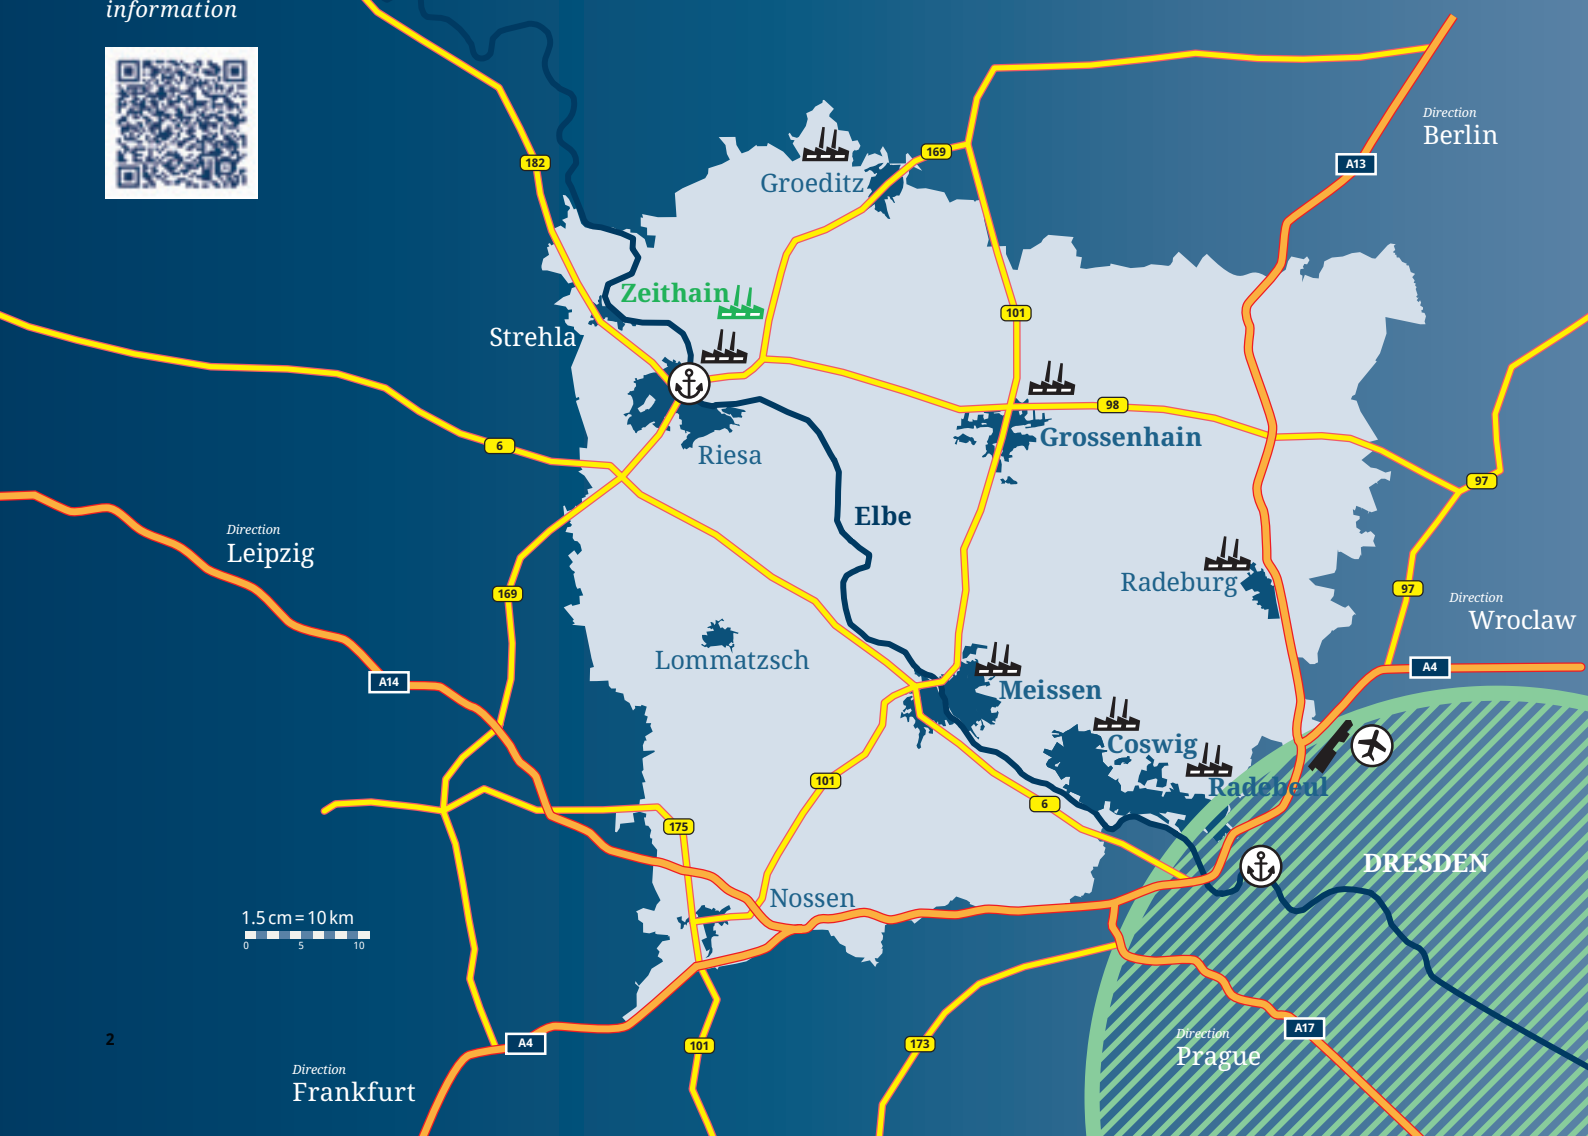 information
Direction
Berlin
A13
182
169
Groeditz
Zeithain
101
Strehla
98
Grossenhain
6
Riesa
97
Elbe
Direction
Leipzig
Radeburg
97
169
Direction
Wroclaw
Lommatzsch
A4
A14
Meissen
Coswig
101
Radebeul
6
175
DRESDEN
Nossen
1.5 cm = 10 km
0 5 10
2
A4
101
173
A17
Direction
Prague
Direction
Frankfurt